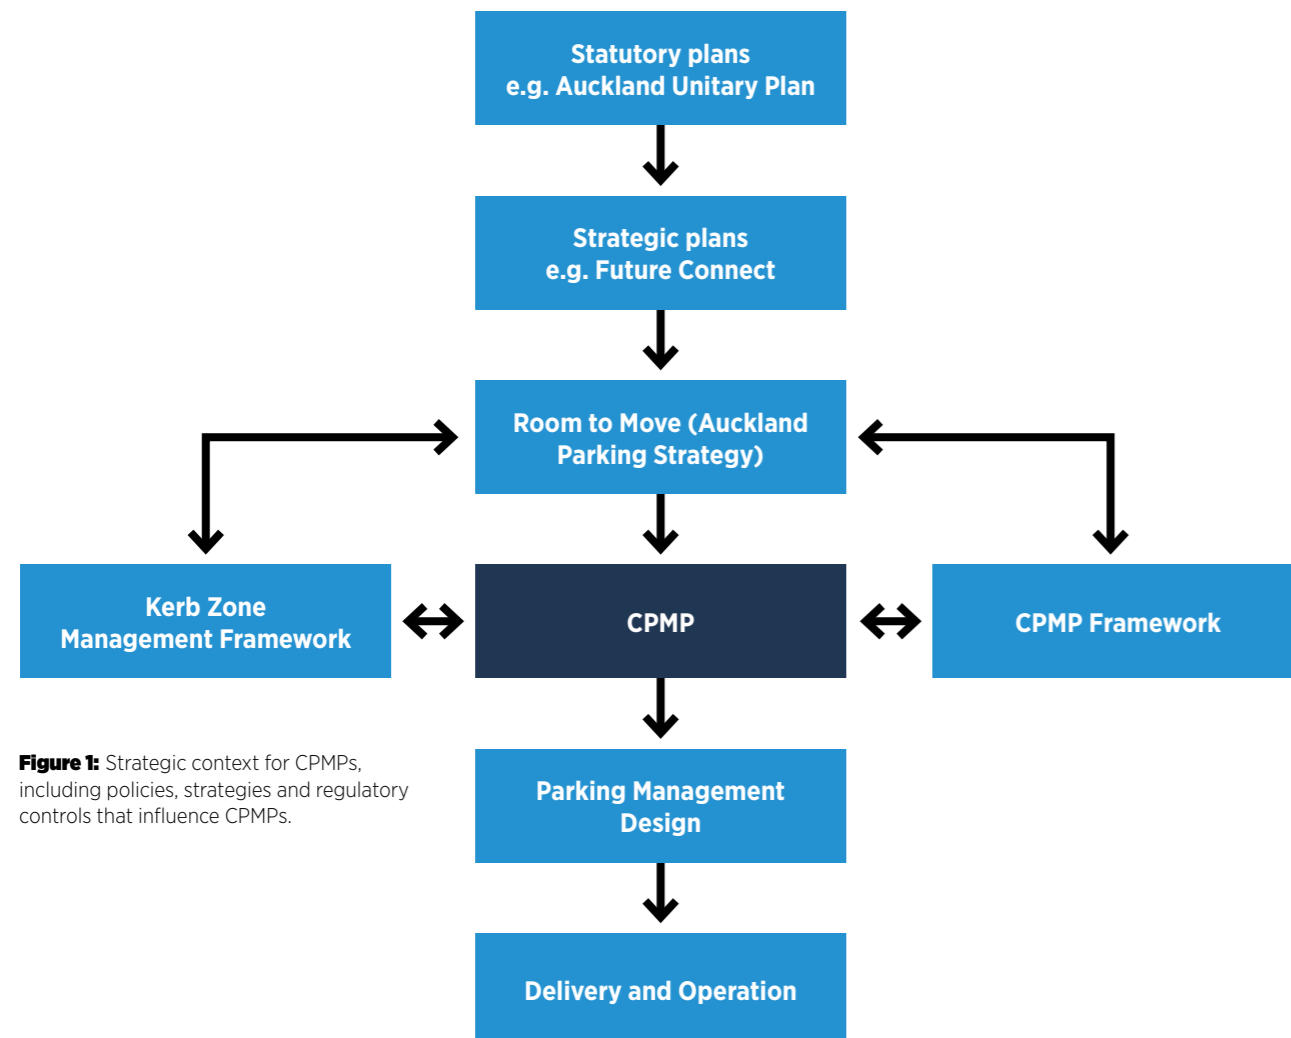 Statutory plans
e.g. Auckland Unitary Plan
Strategic plans
e.g. Future Connect
Room to Move (Auckland
Parking Strategy)
Kerb Zone
Management Framework
CPMP
CPMP Framework
Figure 1: Strategic context for CPMPs,
including policies, strategies and regulatory
controls that influence CPMPs.
Parking Management
Design
Delivery and Operation